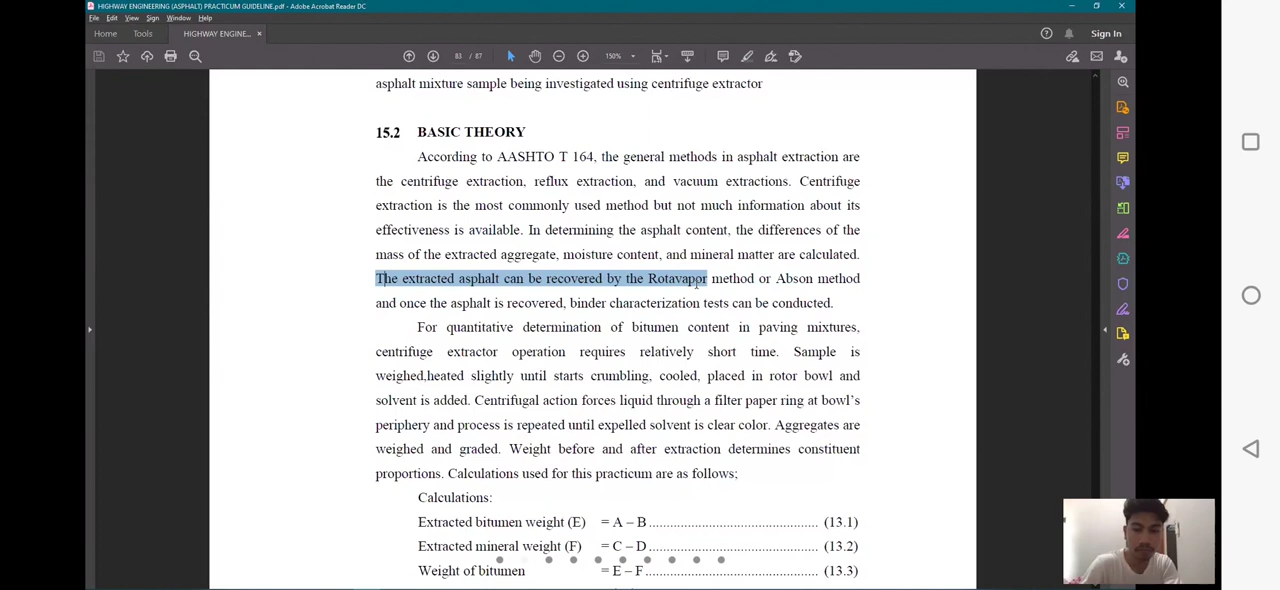 HIGHWAY ENGINEERING (ASPHALT) PRACTICUM GUIDELINE.pdf - Adobe Acrobat Reader DC
File Edit View Sign Window Help
Home Tools HIGHWAY ENGINE... × Sign In
83 / 87 150%
asphalt mixture sample being investigated using centrifuge extractor
15.2 BASIC THEORY
According to AASHTO T 164, the general methods in asphalt extraction are
the centrifuge extraction, reflux extraction, and vacuum extractions. Centrifuge
extraction is the most commonly used method but not much information about its
effectiveness is available. In determining the asphalt content, the differences of the
mass of the extracted aggregate, moisture content, and mineral matter are calculated.
The extracted asphalt can be recovered by the Rotavapor method or Abson method
and once the asphalt is recovered, binder characterization tests can be conducted.
For quantitative determination of bitumen content in paving mixtures,
centrifuge extractor operation requires relatively short time. Sample is
weighed,heated slightly until starts crumbling, cooled, placed in rotor bowl and
solvent is added. Centrifugal action forces liquid through a filter paper ring at bowl's
periphery and process is repeated until expelled solvent is clear color. Aggregates are
weighed and graded. Weight before and after extraction determines constituent
proportions. Calculations used for this practicum are as follows;
Calculations:
Extracted bitumen weight (E) = A – B ................................................ (13.1)
Extracted mineral weight (F) = C – D ................................................ (13.2)
Weight of bitumen = E – F ................................................ (13.3)